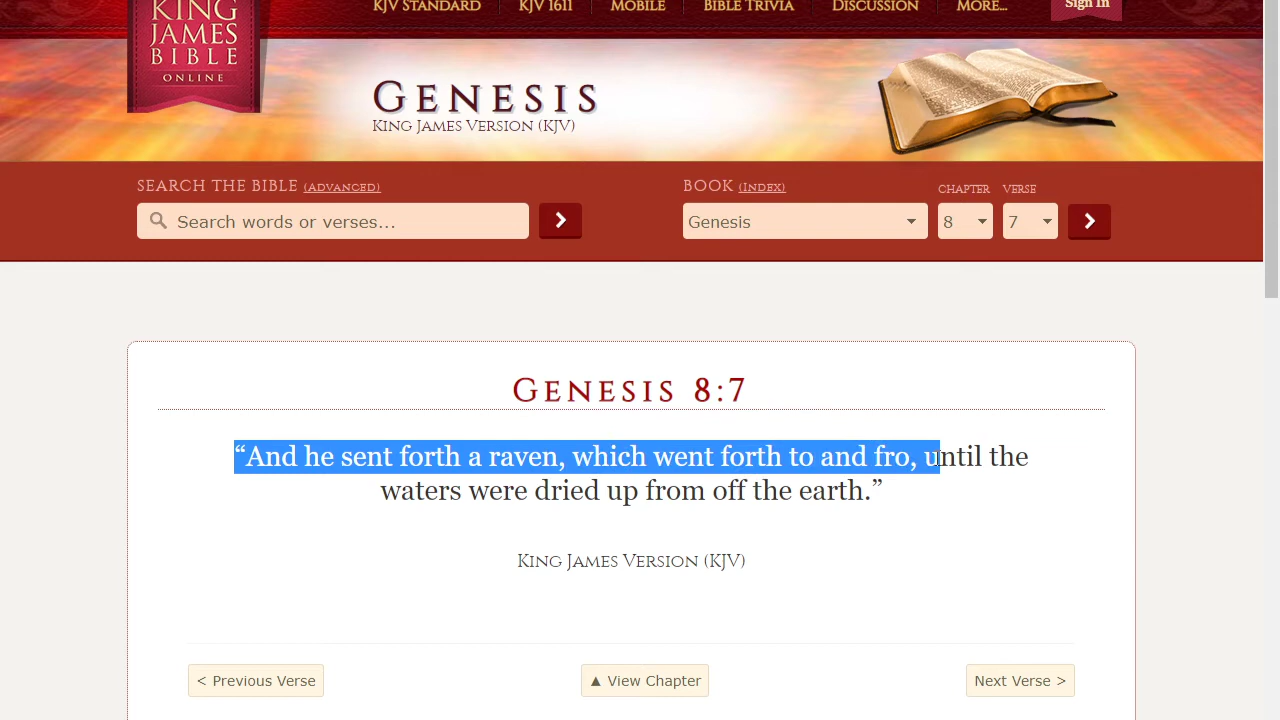 KING
JAMES
BIBLE
ONLINE
KJV STANDARD KJV 1611 MOBILE BIBLE TRIVIA DISCUSSION MORE... Sign In
GENESIS
KING JAMES VERSION (KJV)
SEARCH THE BIBLE (ADVANCED) BOOK (INDEX) CHAPTER VERSE
Search words or verses... Genesis 8 7
GENESIS 8:7
“And he sent forth a raven, which went forth to and fro, until the
waters were dried up from off the earth.”
KING JAMES VERSION (KJV)
< Previous Verse ▲ View Chapter Next Verse >